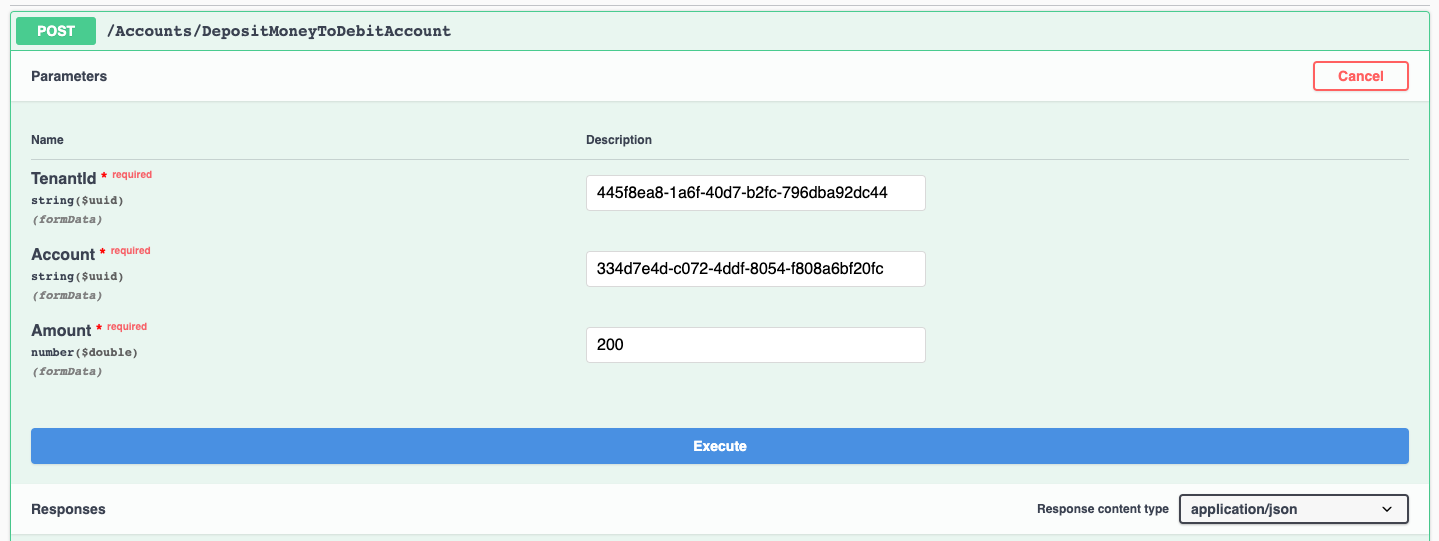 POST /Accounts/DepositMoneyToDebitAccount
Parameters Cancel
Name Description
TenantId * required
string($uuid)
(formData)
445f8ea8-1a6f-40d7-b2fc-796dba92dc44
Account * required
string($uuid)
(formData)
334d7e4d-c072-4ddf-8054-f808a6bf20fc
Amount * required
number($double)
(formData)
200
Execute
Responses Response content type application/json